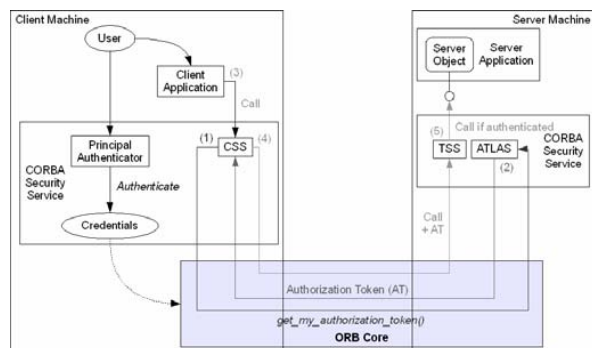 Client Machine
Server Machine
User
Server
Object
Server
Application
Client
Application
(3)
Call
(5)
Call if authenticated
Principal
Authenticator
(1)
CSS
(4)
TSS
ATLAS
(2)
CORBA
Security
Service
CORBA
Security
Service
Authenticate
Credentials
Call
+ AT
Authorization Token (AT)
get_my_authorization_token()
ORB Core